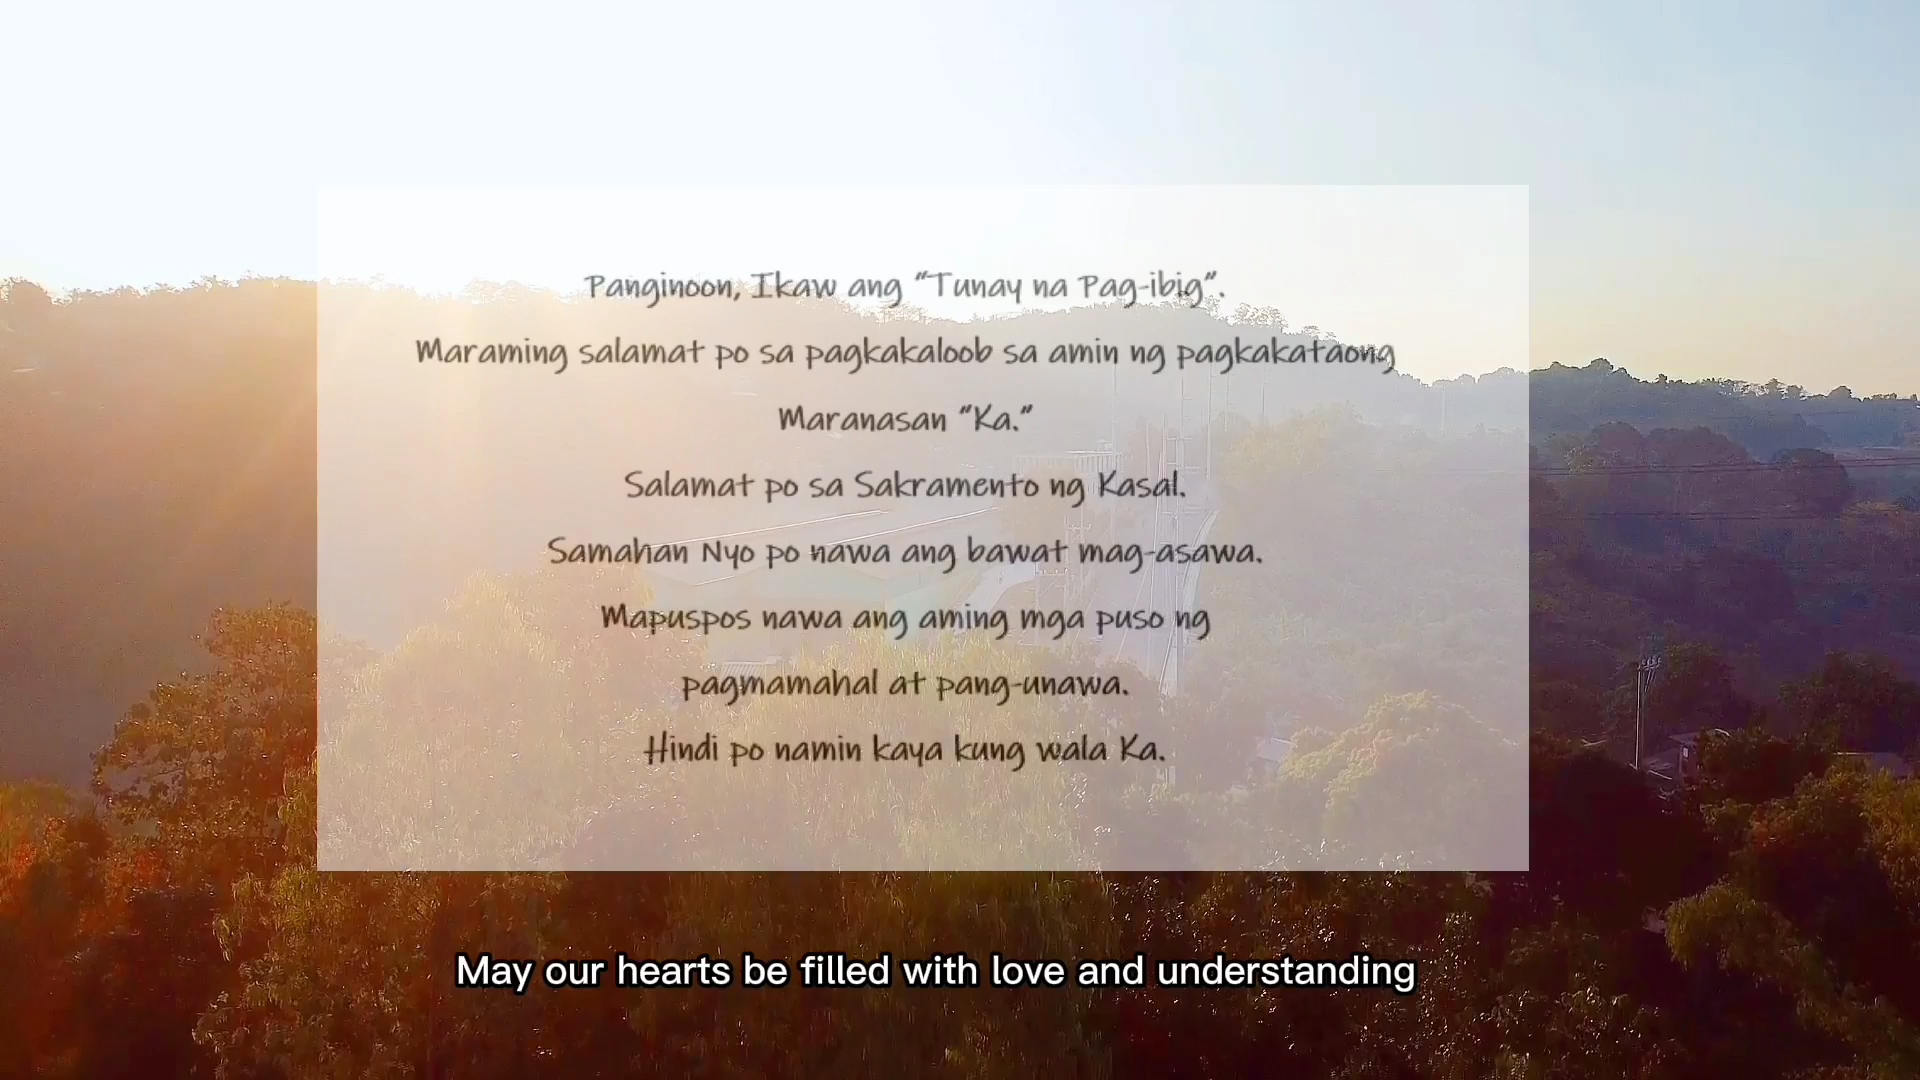 Panginoon, Ikaw ang “Tunay na Pag-ibig”.
Maraming salamat po sa pagkakaloob sa amin ng pagkakataong
Maranasan “Ka.”
Salamat po sa Sakramento ng Kasal.
Samahan Nyo po nawa ang bawat mag-asawa.
Mapuspos nawa ang aming mga puso ng
pagmamahal at pang-unawa.
Hindi po namin kaya kung wala Ka.
May our hearts be filled with love and understanding